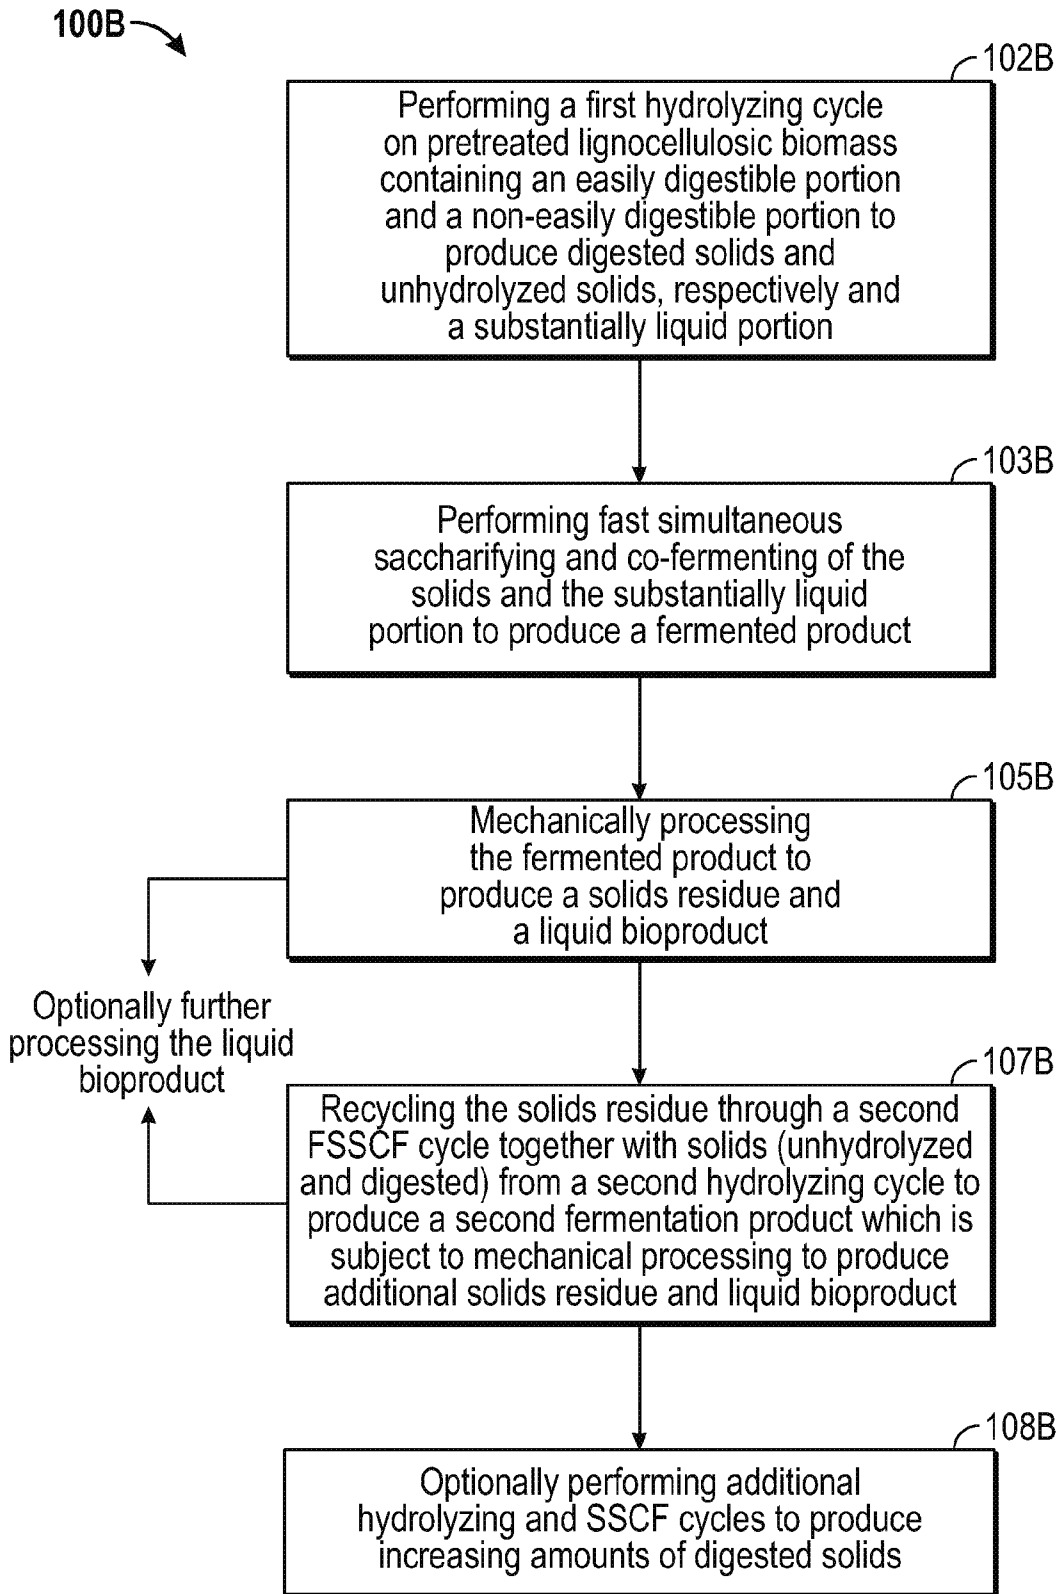 100B
102B
Performing a first hydrolyzing cycle
on pretreated lignocellulosic biomass
containing an easily digestible portion
and a non-easily digestible portion to
produce digested solids and
unhydrolyzed solids, respectively and
a substantially liquid portion
103B
Performing fast simultaneous
saccharifying and co-fermenting of the
solids and the substantially liquid
portion to produce a fermented product
105B
Mechanically processing
the fermented product to
produce a solids residue and
a liquid bioproduct
Optionally further
processing the liquid
bioproduct
107B
Recycling the solids residue through a second
FSSCF cycle together with solids (unhydrolyzed
and digested) from a second hydrolyzing cycle to
produce a second fermentation product which is
subject to mechanical processing to produce
additional solids residue and liquid bioproduct
108B
Optionally performing additional
hydrolyzing and SSCF cycles to produce
increasing amounts of digested solids